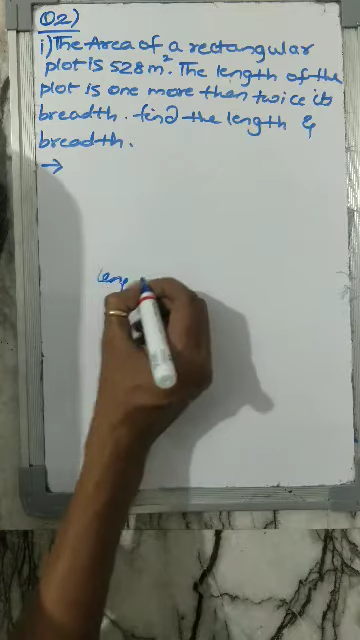 Q2)
i) The Area of a rectangular
plot is 528 m². The length of the
plot is one more then twice its
breadth. find the length &
breadth.
→